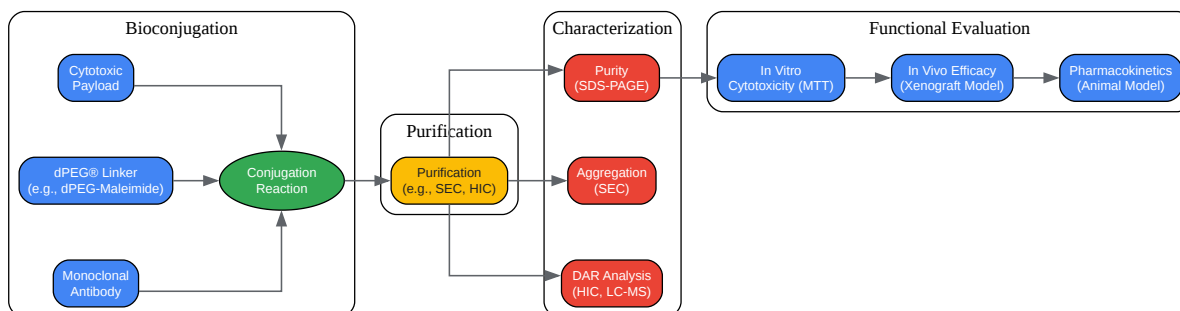 Bioconjugation
Cytotoxic
Payload
dPEG® Linker
(e.g., dPEG-Maleimide)
Monoclonal
Antibody
Conjugation
Reaction
Purification
Purification
(e.g., SEC, HIC)
Characterization
Purity
(SDS-PAGE)
Aggregation
(SEC)
DAR Analysis
(HIC, LC-MS)
Functional Evaluation
In Vitro
Cytotoxicity (MTT)
In Vivo Efficacy
(Xenograft Model)
Pharmacokinetics
(Animal Model)